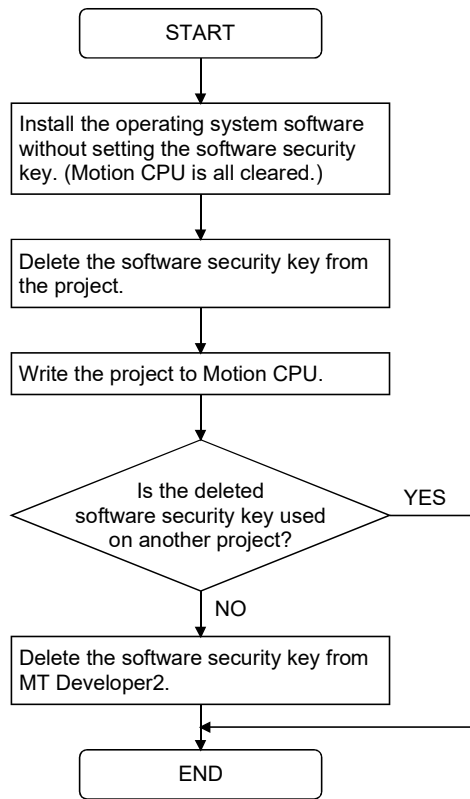 START
Install the operating system software
without setting the software security
key. (Motion CPU is all cleared.)
Delete the software security key from
the project.
Write the project to Motion CPU.
Is the deleted
software security key used
on another project?
YES
NO
Delete the software security key from
MT Developer2.
END